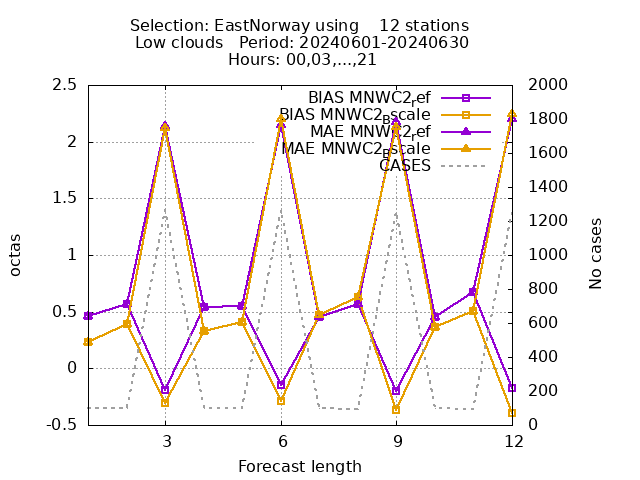 Selection: EastNorway using    12 stations
Low clouds   Period: 20240601-20240630
Hours: 00,03,...,21
BIAS MNWC2_ref
BIAS MNWC2_Bscale
MAE MNWC2_ref
MAE MNWC2_Bscale
CASES
2.5
2
1.5
1
0.5
0
-0.5
octas
2000
1800
1600
1400
1200
1000
800
600
400
200
0
No cases
3
6
9
12
Forecast length